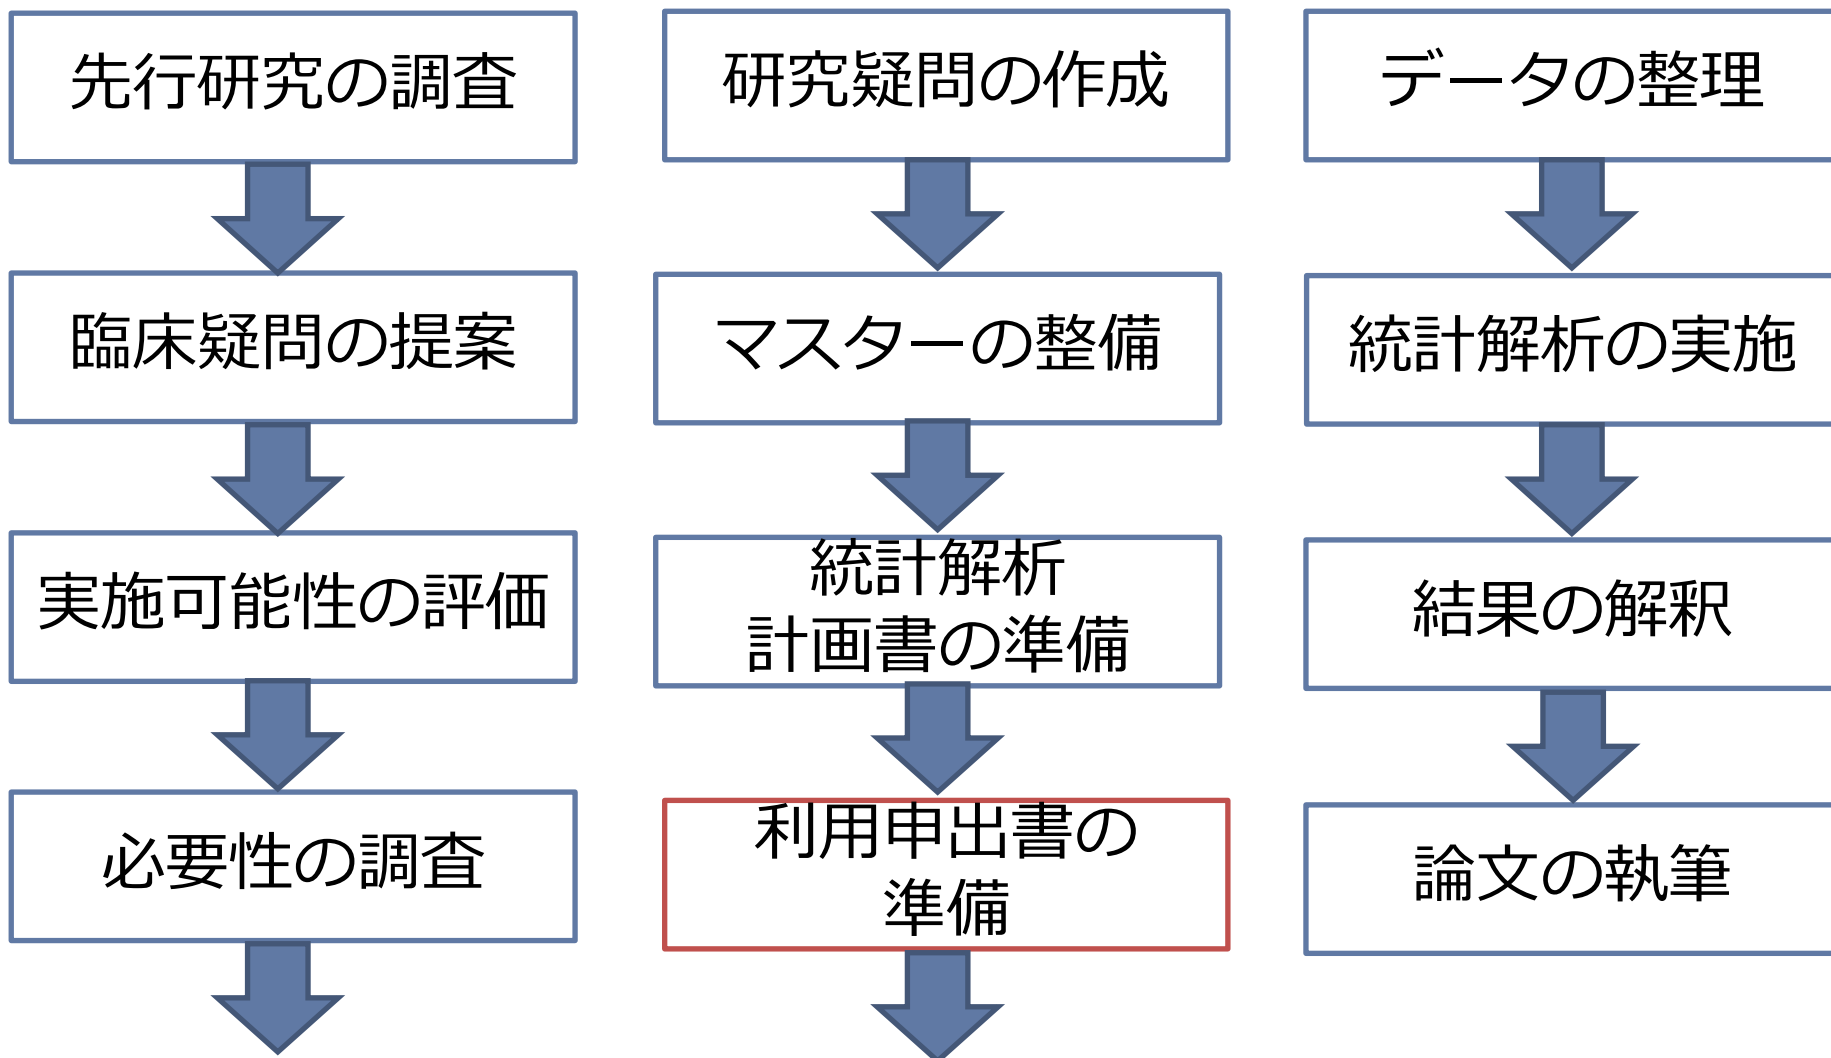 先行研究の調査
臨床疑問の提案
実施可能性の評価
必要性の調査
研究疑問の作成
マスターの整備
統計解析
計画書の準備
利用申出書の
準備
データの整理
統計解析の実施
結果の解釈
論文の執筆